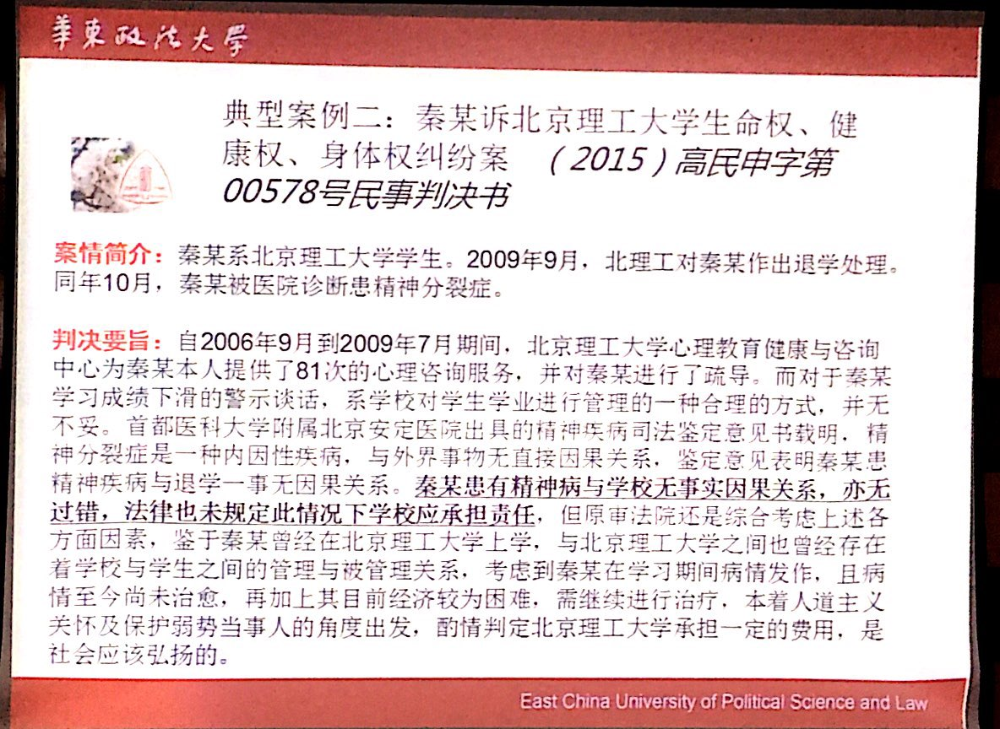 華東政法大學
典型案例二：秦某诉北京理工大学生命权、健
康权、身体权纠纷案 （2015）高民申字第
00578号民事判决书
案情简介：秦某系北京理工大学学生。2009年9月，北理工对秦某作出退学处理。
同年10月，秦某被医院诊断患精神分裂症。
判决要旨：自2006年9月到2009年7月期间，北京理工大学心理教育健康与咨询
中心为秦某本人提供了81次的心理咨询服务，并对秦某进行了疏导。而对于秦某
学习成绩下滑的警示谈话，系学校对学生学业进行管理的一种合理的方式，并无
不妥。首都医科大学附属北京安定医院出具的精神疾病司法鉴定意见书载明，精
神分裂症是一种内因性疾病，与外界事物无直接因果关系，鉴定意见表明秦某患
精神疾病与退学一事无因果关系。秦某患有精神病与学校无事实因果关系，亦无
过错，法律也未规定此情况下学校应承担责任，但原审法院还是综合考虑上述各
方面因素，鉴于秦某曾经在北京理工大学上学，与北京理工大学之间也曾经存在
着学校与学生之间的管理与被管理关系，考虑到秦某在学习期间病情发作，且病
情至今尚未治愈，再加上其目前经济较为困难，需继续进行治疗，本着人道主义
关怀及保护弱势当事人的角度出发，酌情判定北京理工大学承担一定的费用，是
社会应该弘扬的。
East China University of Political Science and Law